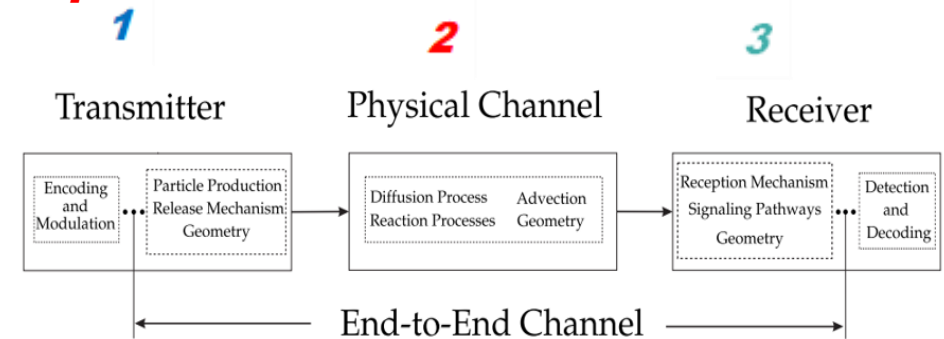 1
2
3
Transmitter
Physical Channel
Receiver
Encoding
and
Modulation
Particle Production
Release Mechanism
Geometry
Diffusion Process Advection
Reaction Processes Geometry
Reception Mechanism
Signaling Pathways
Geometry
Detection
and
Decoding
End-to-End Channel